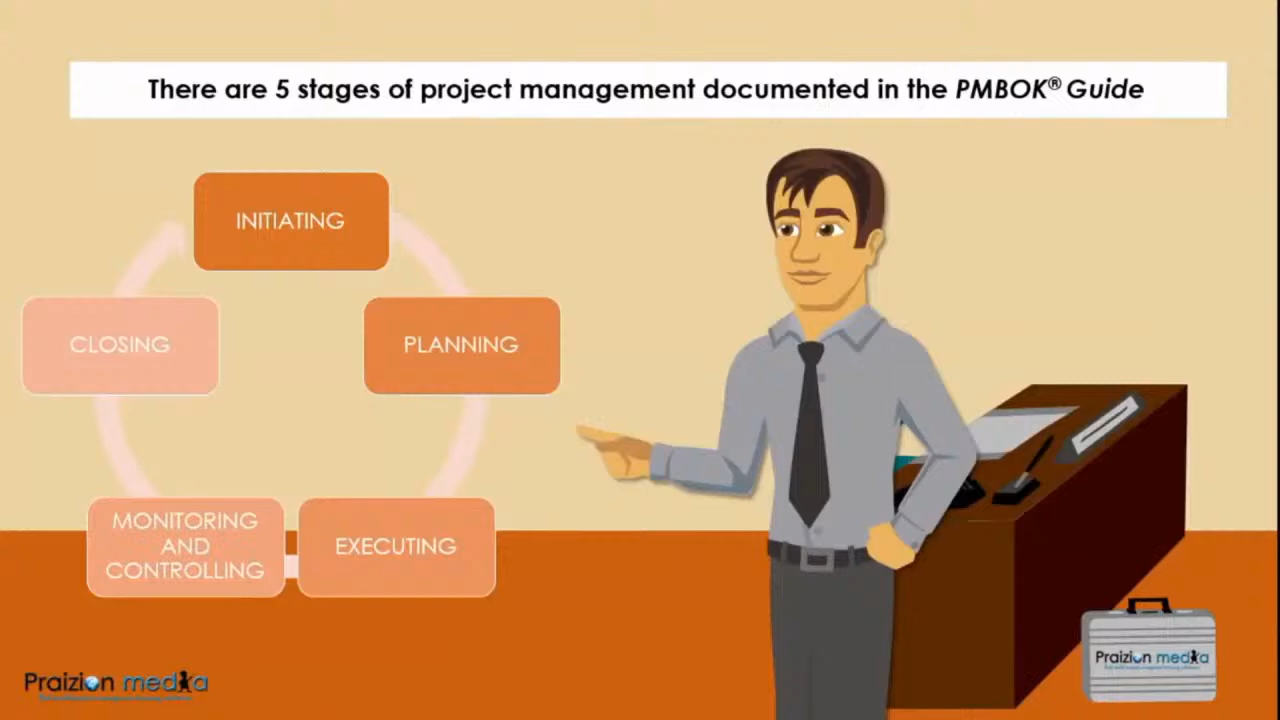 There are 5 stages of project management documented in the PMBOK® Guide
INITIATING
PLANNING
EXECUTING
MONITORING
AND
CONTROLLING
CLOSING
Praizion media
Praizion media